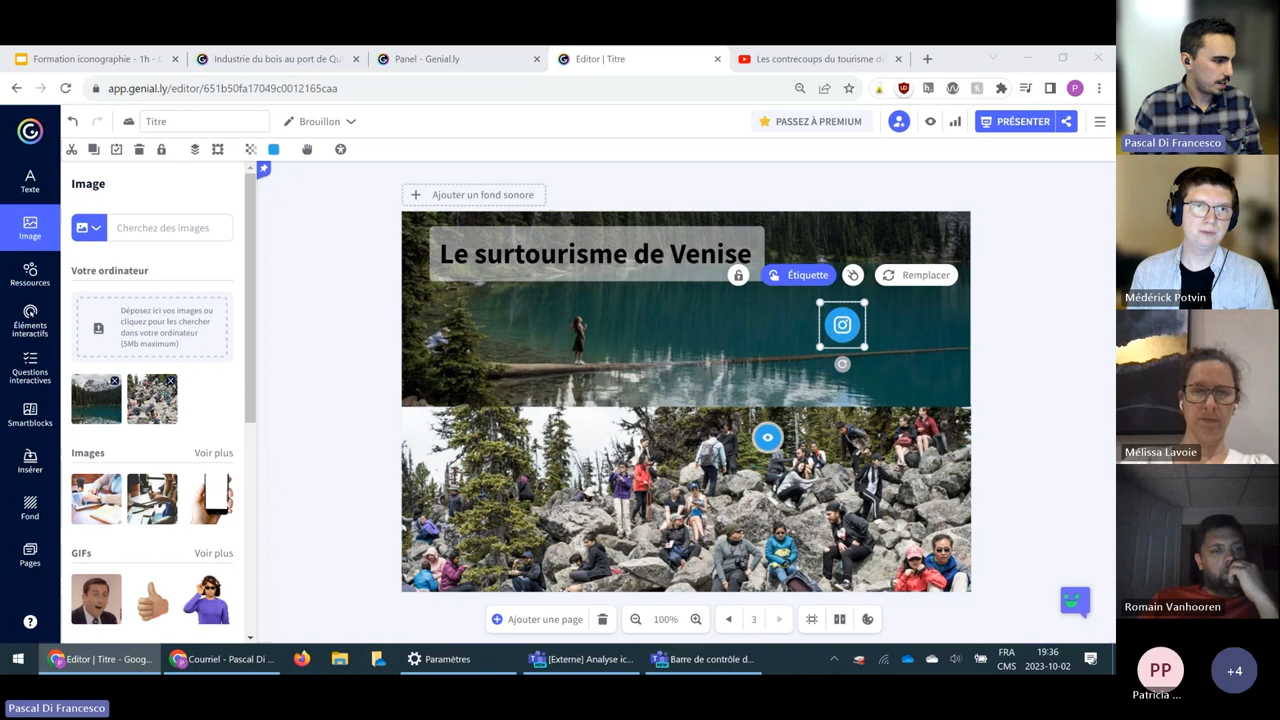 Formation iconographie - 1h -
Industrie du bois au port de Qu
Panel - Genial.ly
Editor | Titre
Les contrecoups du tourisme d
app.genial.ly/editor/651b50fa17049c0012165caa
Titre
Brouillon
PASSEZ À PREMIUM
PRÉSENTER
Texte
Image
Ressources
Éléments
interactifs
Questions
interactives
Smartblocks
Insérer
Fond
Pages
Image
Cherchez des images
Votre ordinateur
Déposez ici vos images ou
cliquez pour les chercher
dans votre ordinateur
(5Mb maximum)
Images
Voir plus
GIFs
Voir plus
Ajouter un fond sonore
Le surtourisme de Venise
Étiquette
Remplacer
Ajouter une page
100%
3
Editor | Titre - Goog...
Courriel - Pascal Di ...
Paramètres
[Externe] Analyse ic...
Barre de contrôle d...
FRA
CMS
19:36
2023-10-02
Pascal Di Francesco
Médérick Potvin
Mélissa Lavoie
Romain Vanhooren
PP
Patricia ...
+4
Pascal Di Francesco